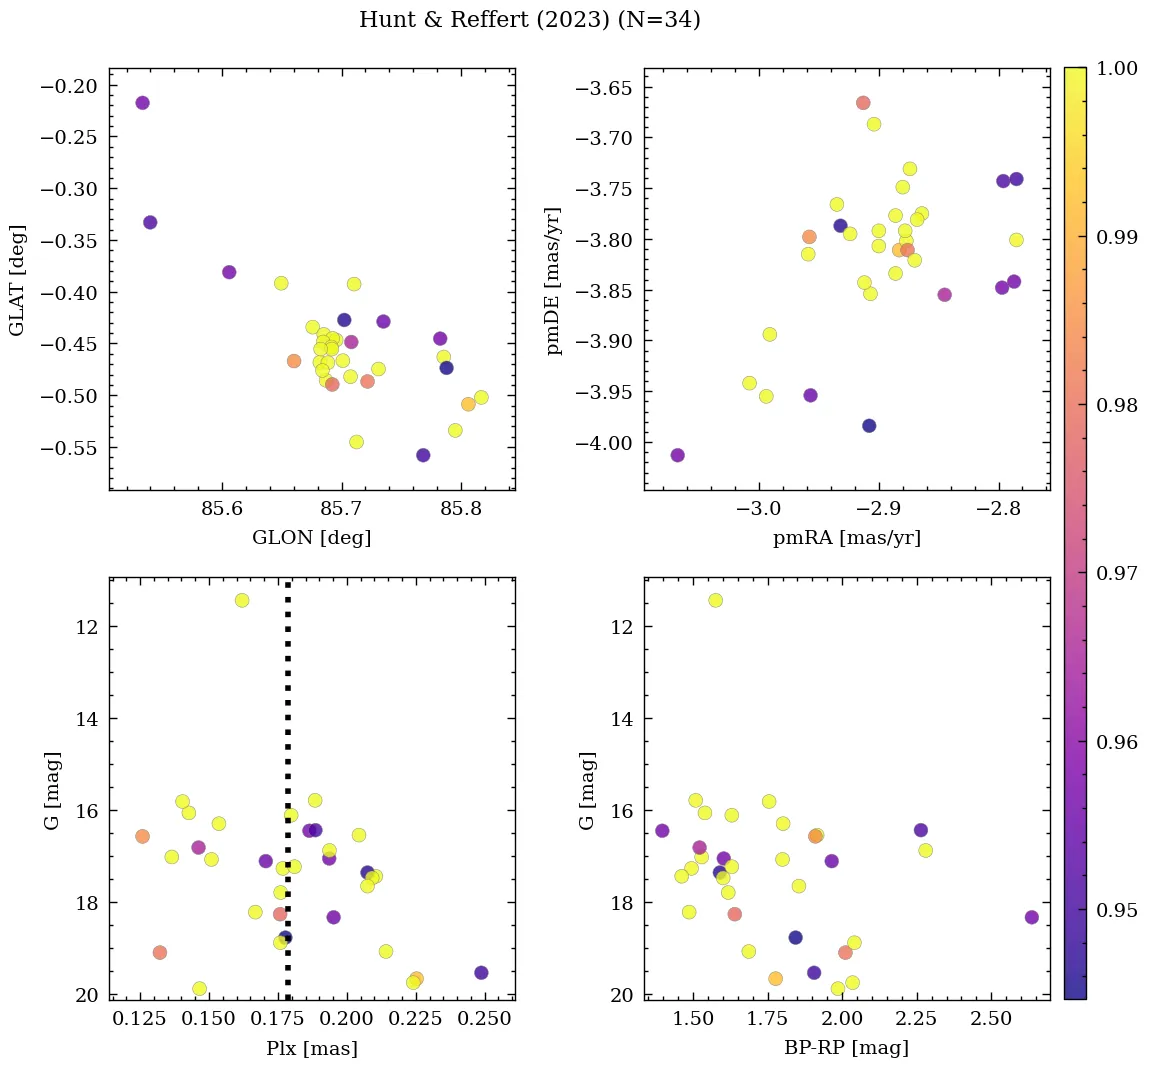 Hunt & Reffert (2023) (N=34)
−0.20
−0.25
−0.30
−0.35
−0.40
−0.45
−0.50
−0.55
GLAT [deg]
85.6 85.7 85.8
GLON [deg]
−3.65
−3.70
−3.75
−3.80
−3.85
−3.90
−3.95
−4.00
pmDE [mas/yr]
−3.0 −2.9 −2.8
pmRA [mas/yr]
1.00
0.99
0.98
0.97
0.96
0.95
12
14
16
18
20
G [mag]
0.125 0.150 0.175 0.200 0.225 0.250
Plx [mas]
12
14
16
18
20
G [mag]
1.50 1.75 2.00 2.25 2.50
BP-RP [mag]